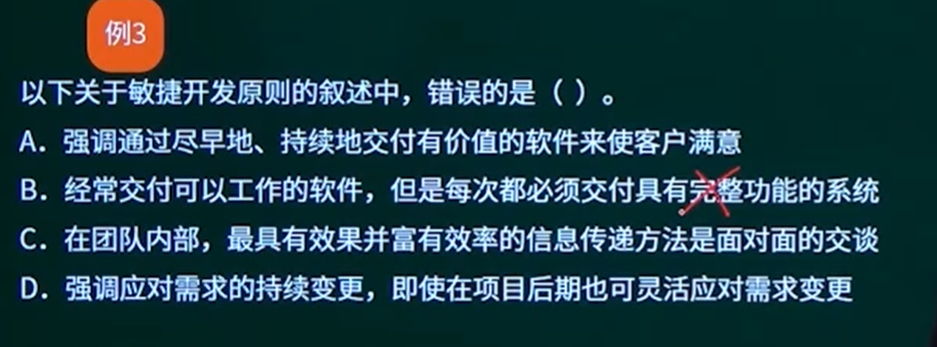 例3
以下关于敏捷开发原则的叙述中，错误的是（ ）。
A．强调通过尽早地、持续地交付有价值的软件来使客户满意
B．经常交付可以工作的软件，但是每次都必须交付具有完整功能的系统
C．在团队内部，最具有效果并富有效率的信息传递方法是面对面的交谈
D．强调应对需求的持续变更，即使在项目后期也可灵活应对需求变更